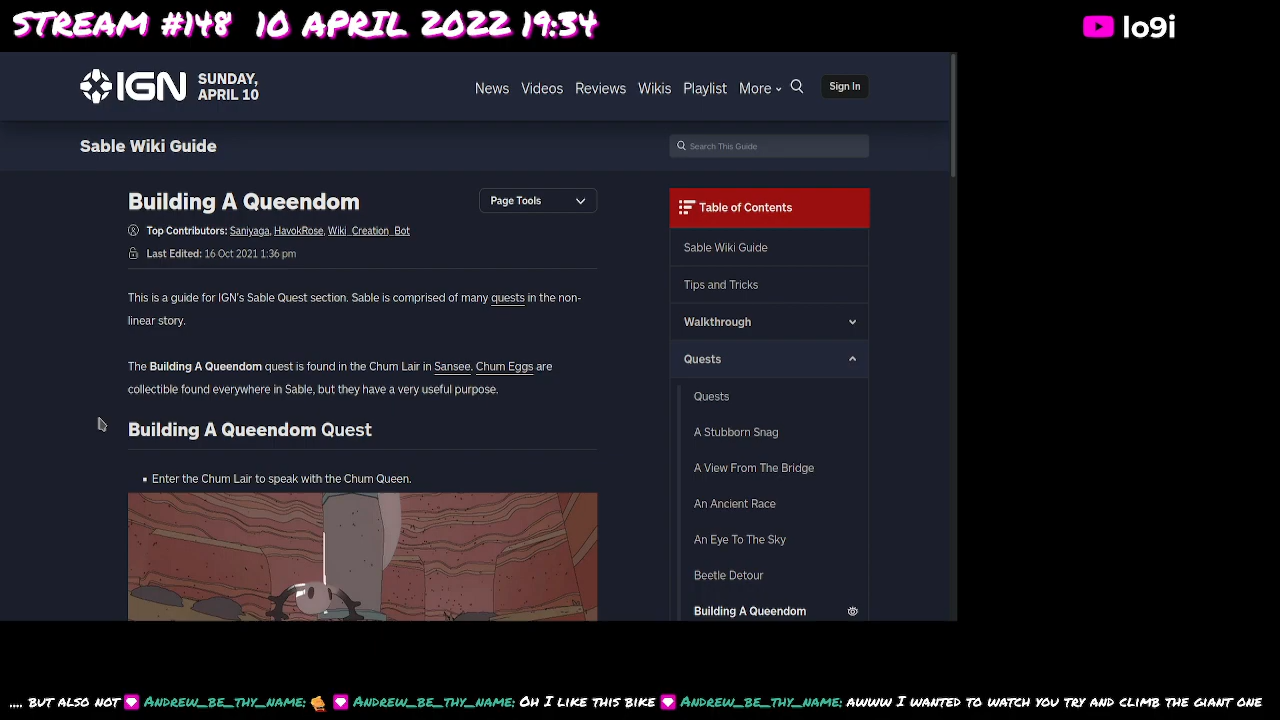 STREAM #148 10 APRIL 2022 19:34
lo9i
IGN
SUNDAY,
APRIL 10
News Videos Reviews Wikis Playlist More
Sign In
Sable Wiki Guide
Search This Guide
Building A Queendom
Page Tools
Top Contributors: Saniyaga, HavokRose, Wiki_Creation_Bot
Last Edited: 16 Oct 2021 1:36 pm
This is a guide for IGN's Sable Quest section. Sable is comprised of many quests in the non-
linear story.
The Building A Queendom quest is found in the Chum Lair in Sansee. Chum Eggs are
collectible found everywhere in Sable, but they have a very useful purpose.
Building A Queendom Quest
▪ Enter the Chum Lair to speak with the Chum Queen.
Table of Contents
Sable Wiki Guide
Tips and Tricks
Walkthrough
Quests
Quests
A Stubborn Snag
A View From The Bridge
An Ancient Race
An Eye To The Sky
Beetle Detour
Building A Queendom
.... but also not Andrew_be_thy_name: Andrew_be_thy_name: Oh I like this bike Andrew_be_thy_name: awww I wanted to watch you try and climb the giant one